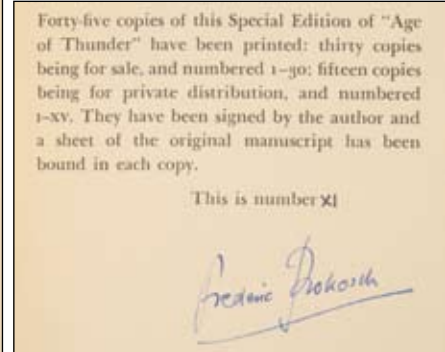 Forty-five copies of this Special Edition of "Age
of Thunder" have been printed: thirty copies
being for sale, and numbered 1–30; fifteen copies
being for private distribution, and numbered
I–XV. They have been signed by the author and
a sheet of the original manuscript has been
bound in each copy.
This is number XI
Frederic Prokosch